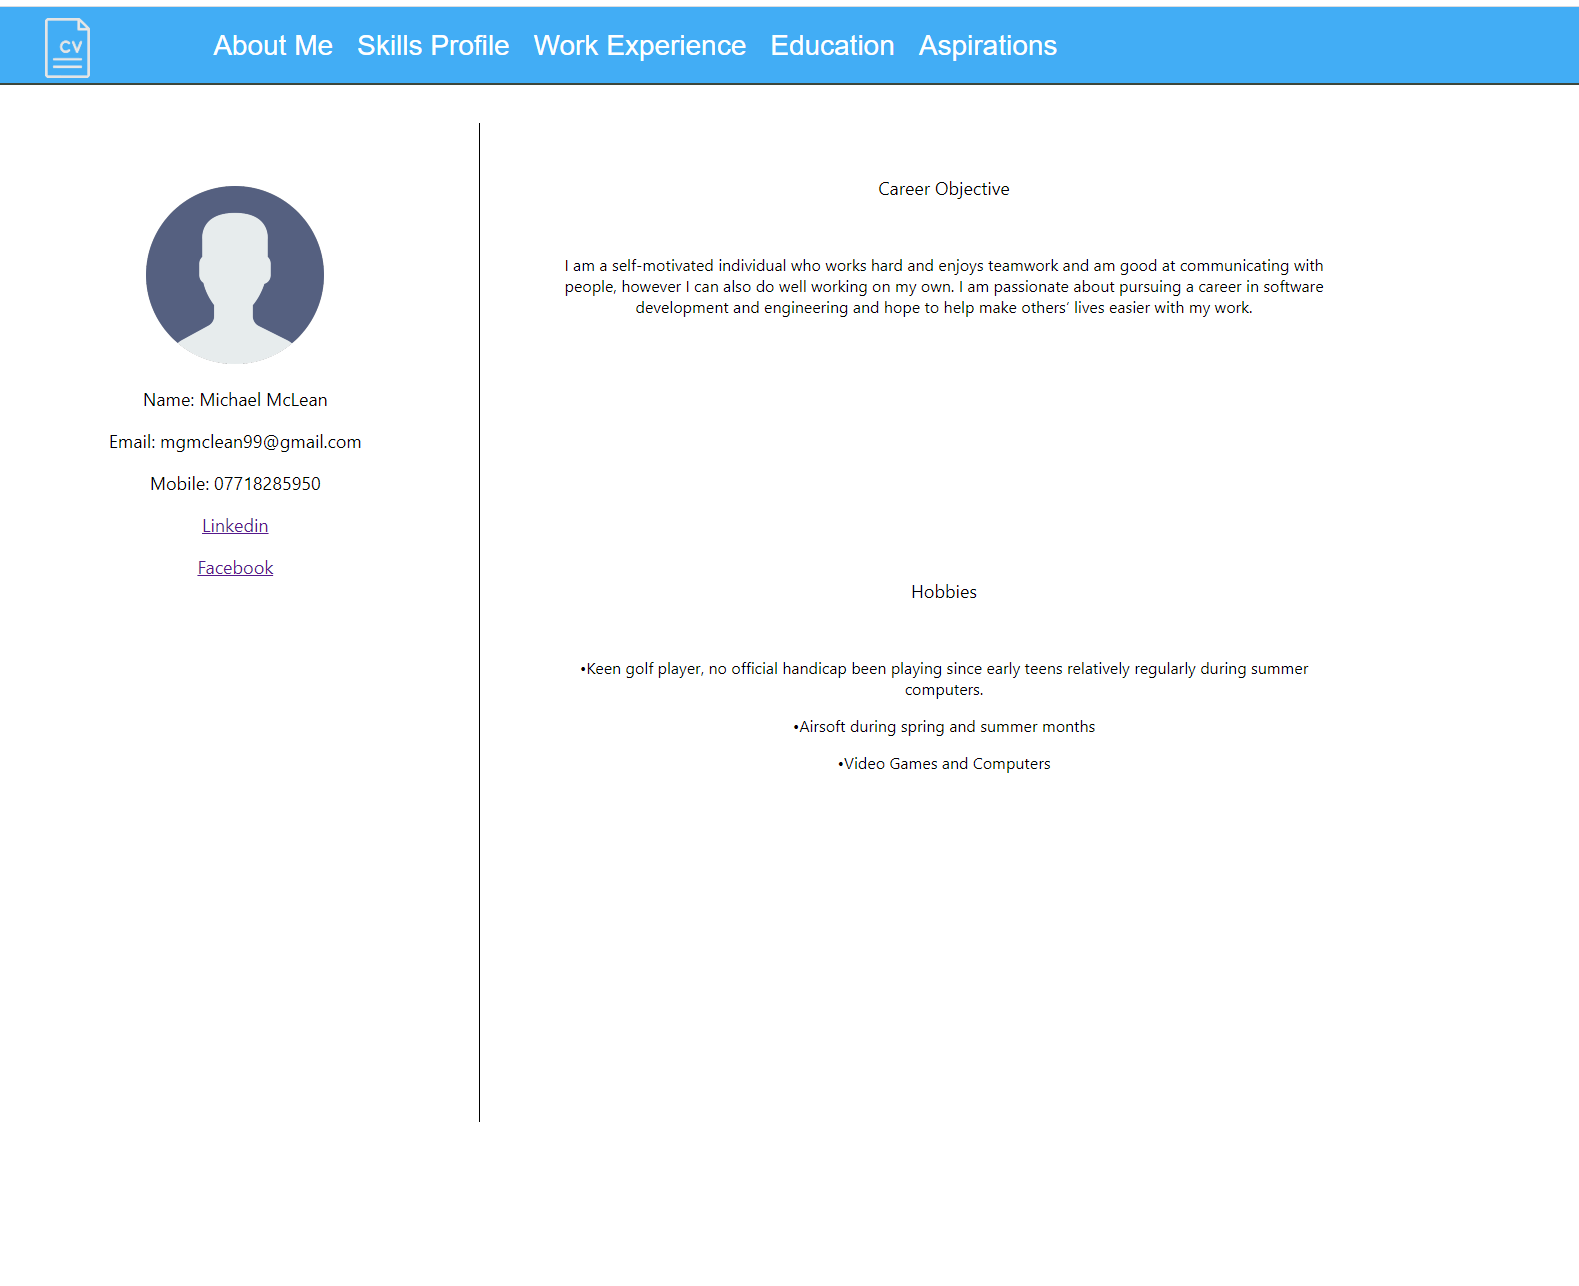 CV
About Me Skills Profile Work Experience Education Aspirations
Name: Michael McLean
Email: mgmclean99@gmail.com
Mobile: 07718285950
Linkedin
Facebook
Career Objective
I am a self-motivated individual who works hard and enjoys teamwork and am good at communicating with
people, however I can also do well working on my own. I am passionate about pursuing a career in software
development and engineering and hope to help make others’ lives easier with my work.
Hobbies
•Keen golf player, no official handicap been playing since early teens relatively regularly during summer
computers.
•Airsoft during spring and summer months
•Video Games and Computers